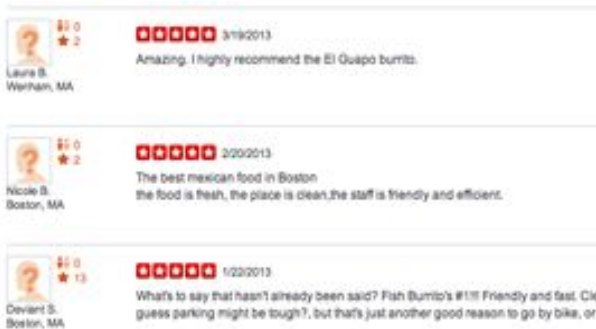 0
2
3/19/2013
Amazing. I highly recommend the El Guapo burrito.
Laura B.
Wenham, MA
0
2
2/20/2013
The best mexican food in Boston
the food is fresh, the place is clean,the staff is friendly and efficient.
Nicole B.
Boston, MA
0
13
1/22/2013
What's to say that hasn't already been said? Fish Burrito's #1!!! Friendly and fast. Cle
guess parking might be tough?, but that's just another good reason to go by bike, or
Deviant S.
Boston, MA